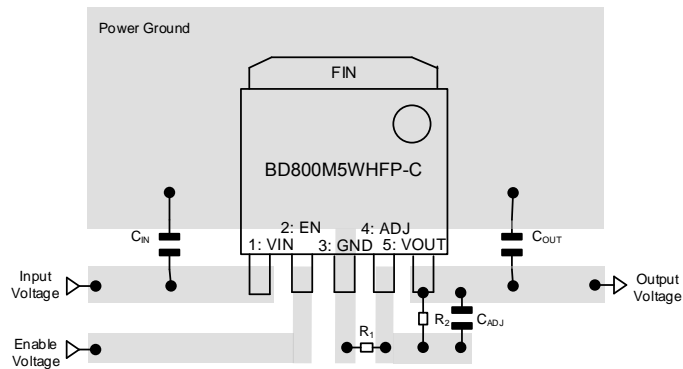 Power Ground
FIN
BD800M5WHFP-C
2: EN
4: ADJ
1: VIN
3: GND
5: VOUT
CIN
COUT
Input
Voltage
Output
Voltage
R1
R2
CADJ
Enable
Voltage